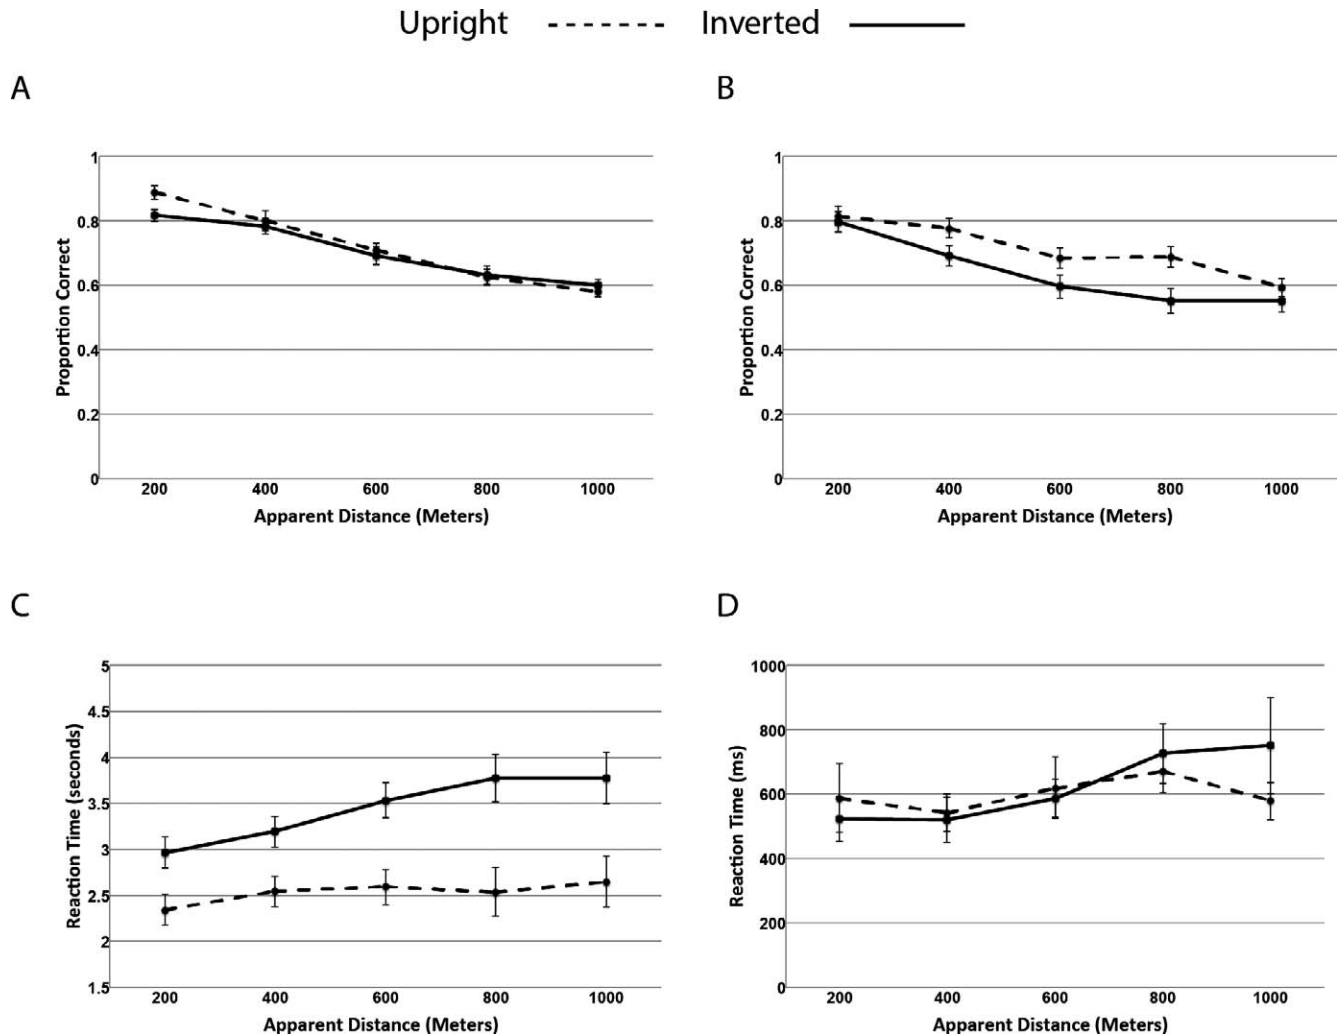 Upright Inverted
A
B
1
0.8
0.6
0.4
0.2
0
Proportion Correct
200 400 600 800 1000
Apparent Distance (Meters)
1
0.8
0.6
0.4
0.2
0
Proportion Correct
200 400 600 800 1000
Apparent Distance (Meters)
C
D
5
4.5
4
3.5
3
2.5
2
1.5
Reaction Time (seconds)
200 400 600 800 1000
Apparent Distance (Meters)
1000
800
600
400
200
0
Reaction Time (ms)
200 400 600 800 1000
Apparent Distance (Meters)